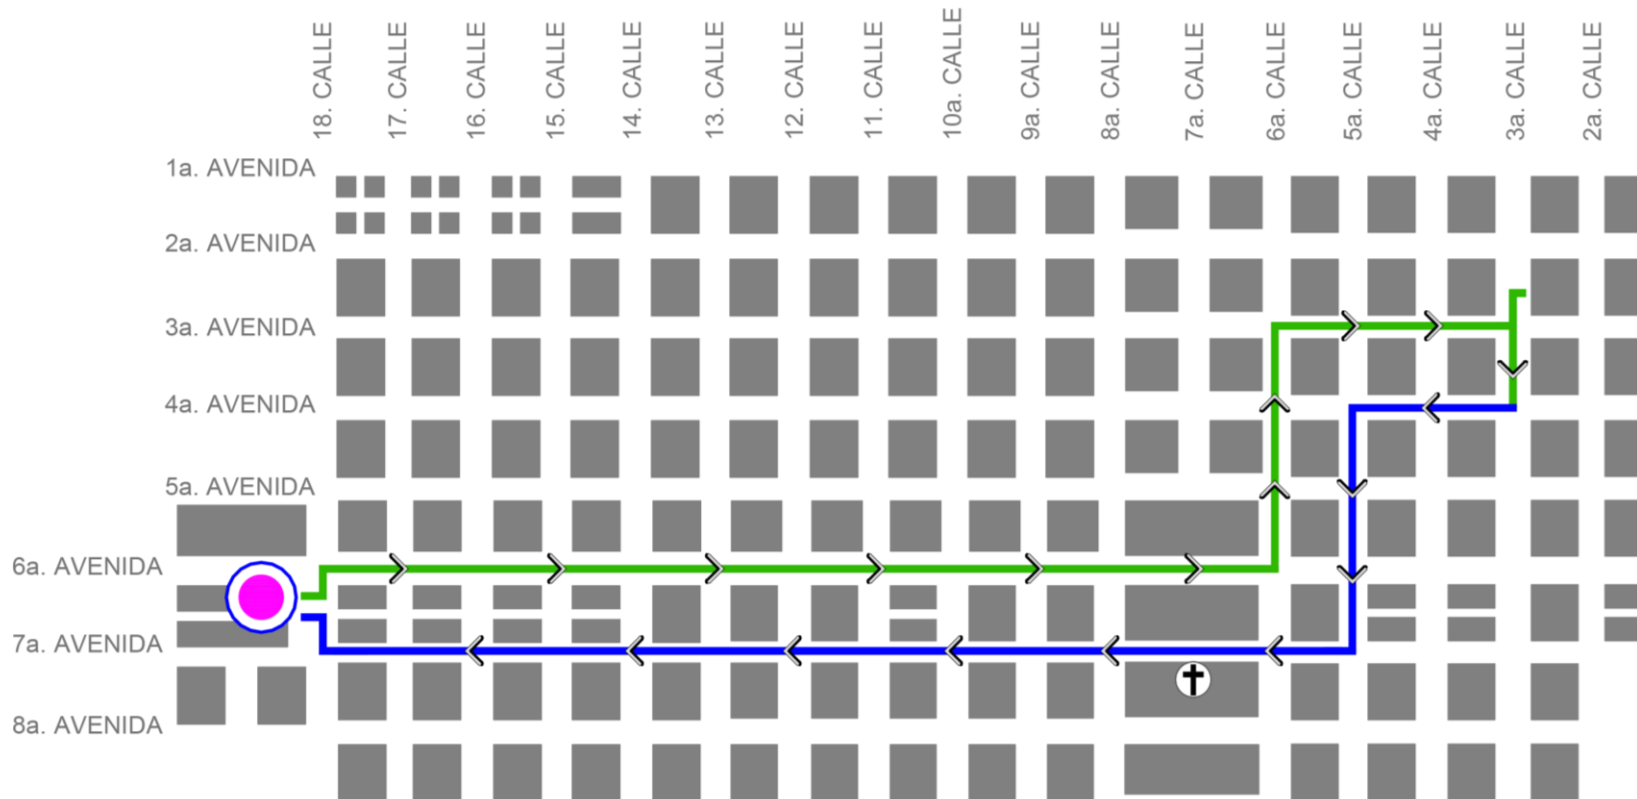 18. CALLE
17. CALLE
16. CALLE
15. CALLE
14. CALLE
13. CALLE
12. CALLE
11. CALLE
10a. CALLE
9a. CALLE
8a. CALLE
7a. CALLE
6a. CALLE
5a. CALLE
4a. CALLE
3a. CALLE
2a. CALLE
1a. AVENIDA
2a. AVENIDA
3a. AVENIDA
4a. AVENIDA
5a. AVENIDA
6a. AVENIDA
7a. AVENIDA
8a. AVENIDA